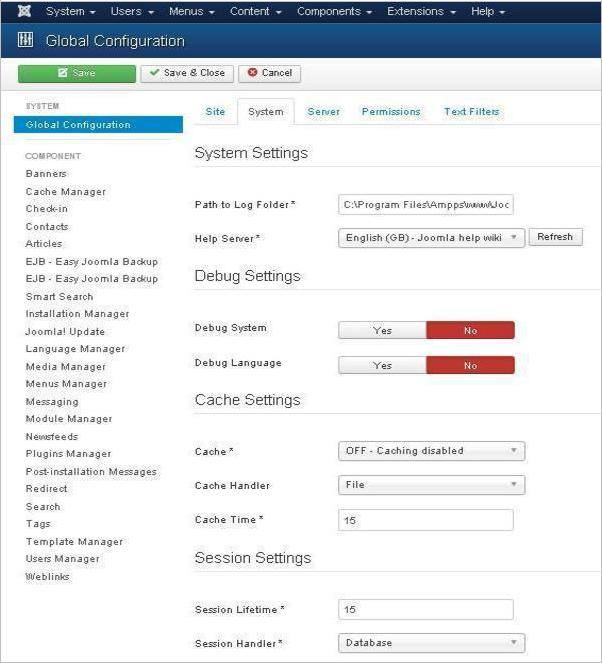 System Users Menus Content Components Extensions Help
Global Configuration
Save Save & Close Cancel
SYSTEM
Global Configuration
COMPONENT
Banners
Cache Manager
Check-in
Contacts
Articles
EJB - Easy Joomla Backup
EJB - Easy Joomla Backup
Smart Search
Installation Manager
Joomla! Update
Language Manager
Media Manager
Menus Manager
Messaging
Module Manager
Newsfeeds
Plugins Manager
Post-installation Messages
Redirect
Search
Tags
Template Manager
Users Manager
Weblinks
Site System Server Permissions Text Filters
System Settings
Path to Log Folder * C:\Program Files\Ampps\www\Joc
Help Server * English (GB) - Joomla help wiki Refresh
Debug Settings
Debug System Yes No
Debug Language Yes No
Cache Settings
Cache * OFF - Caching disabled
Cache Handler File
Cache Time * 15
Session Settings
Session Lifetime * 15
Session Handler * Database